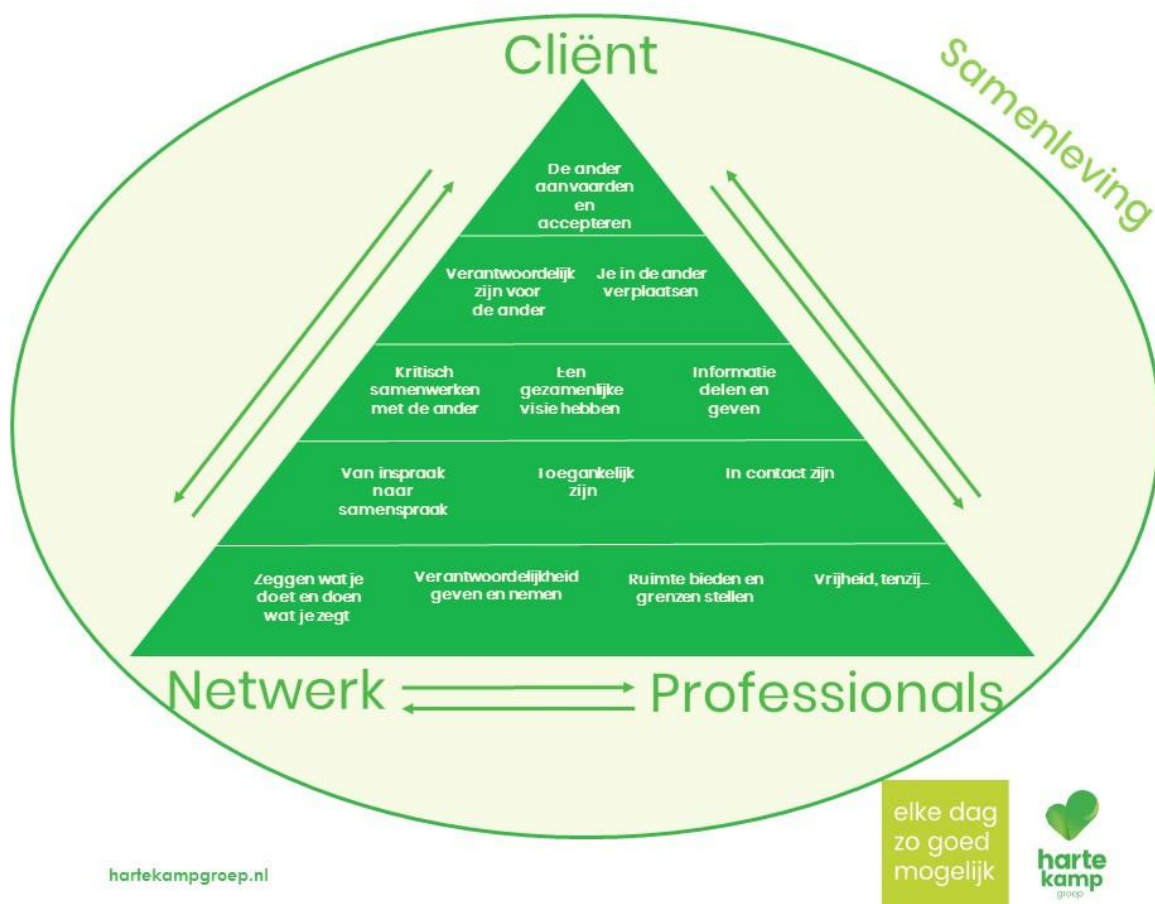 Cliënt
Samenleving
De ander
aanvaarden
en
accepteren
Verantwoordelijk
zijn voor
de ander
Je in de ander
verplaatsen
Kritisch
samenwerken
met de ander
Een
gezamenlijke
visie hebben
Informatie
delen en
geven
Van inspraak
naar
samenspraak
Toegankelijk
zijn
In contact zijn
Zeggen wat je
doet en doen
wat je zegt
Verantwoordelijkheid
geven en nemen
Ruimte bieden en
grenzen stellen
Vrijheid, tenzij...
Netwerk
Professionals
elke dag
zo goed
mogelijk
harte
kamp
groep
hartekampgroep.nl